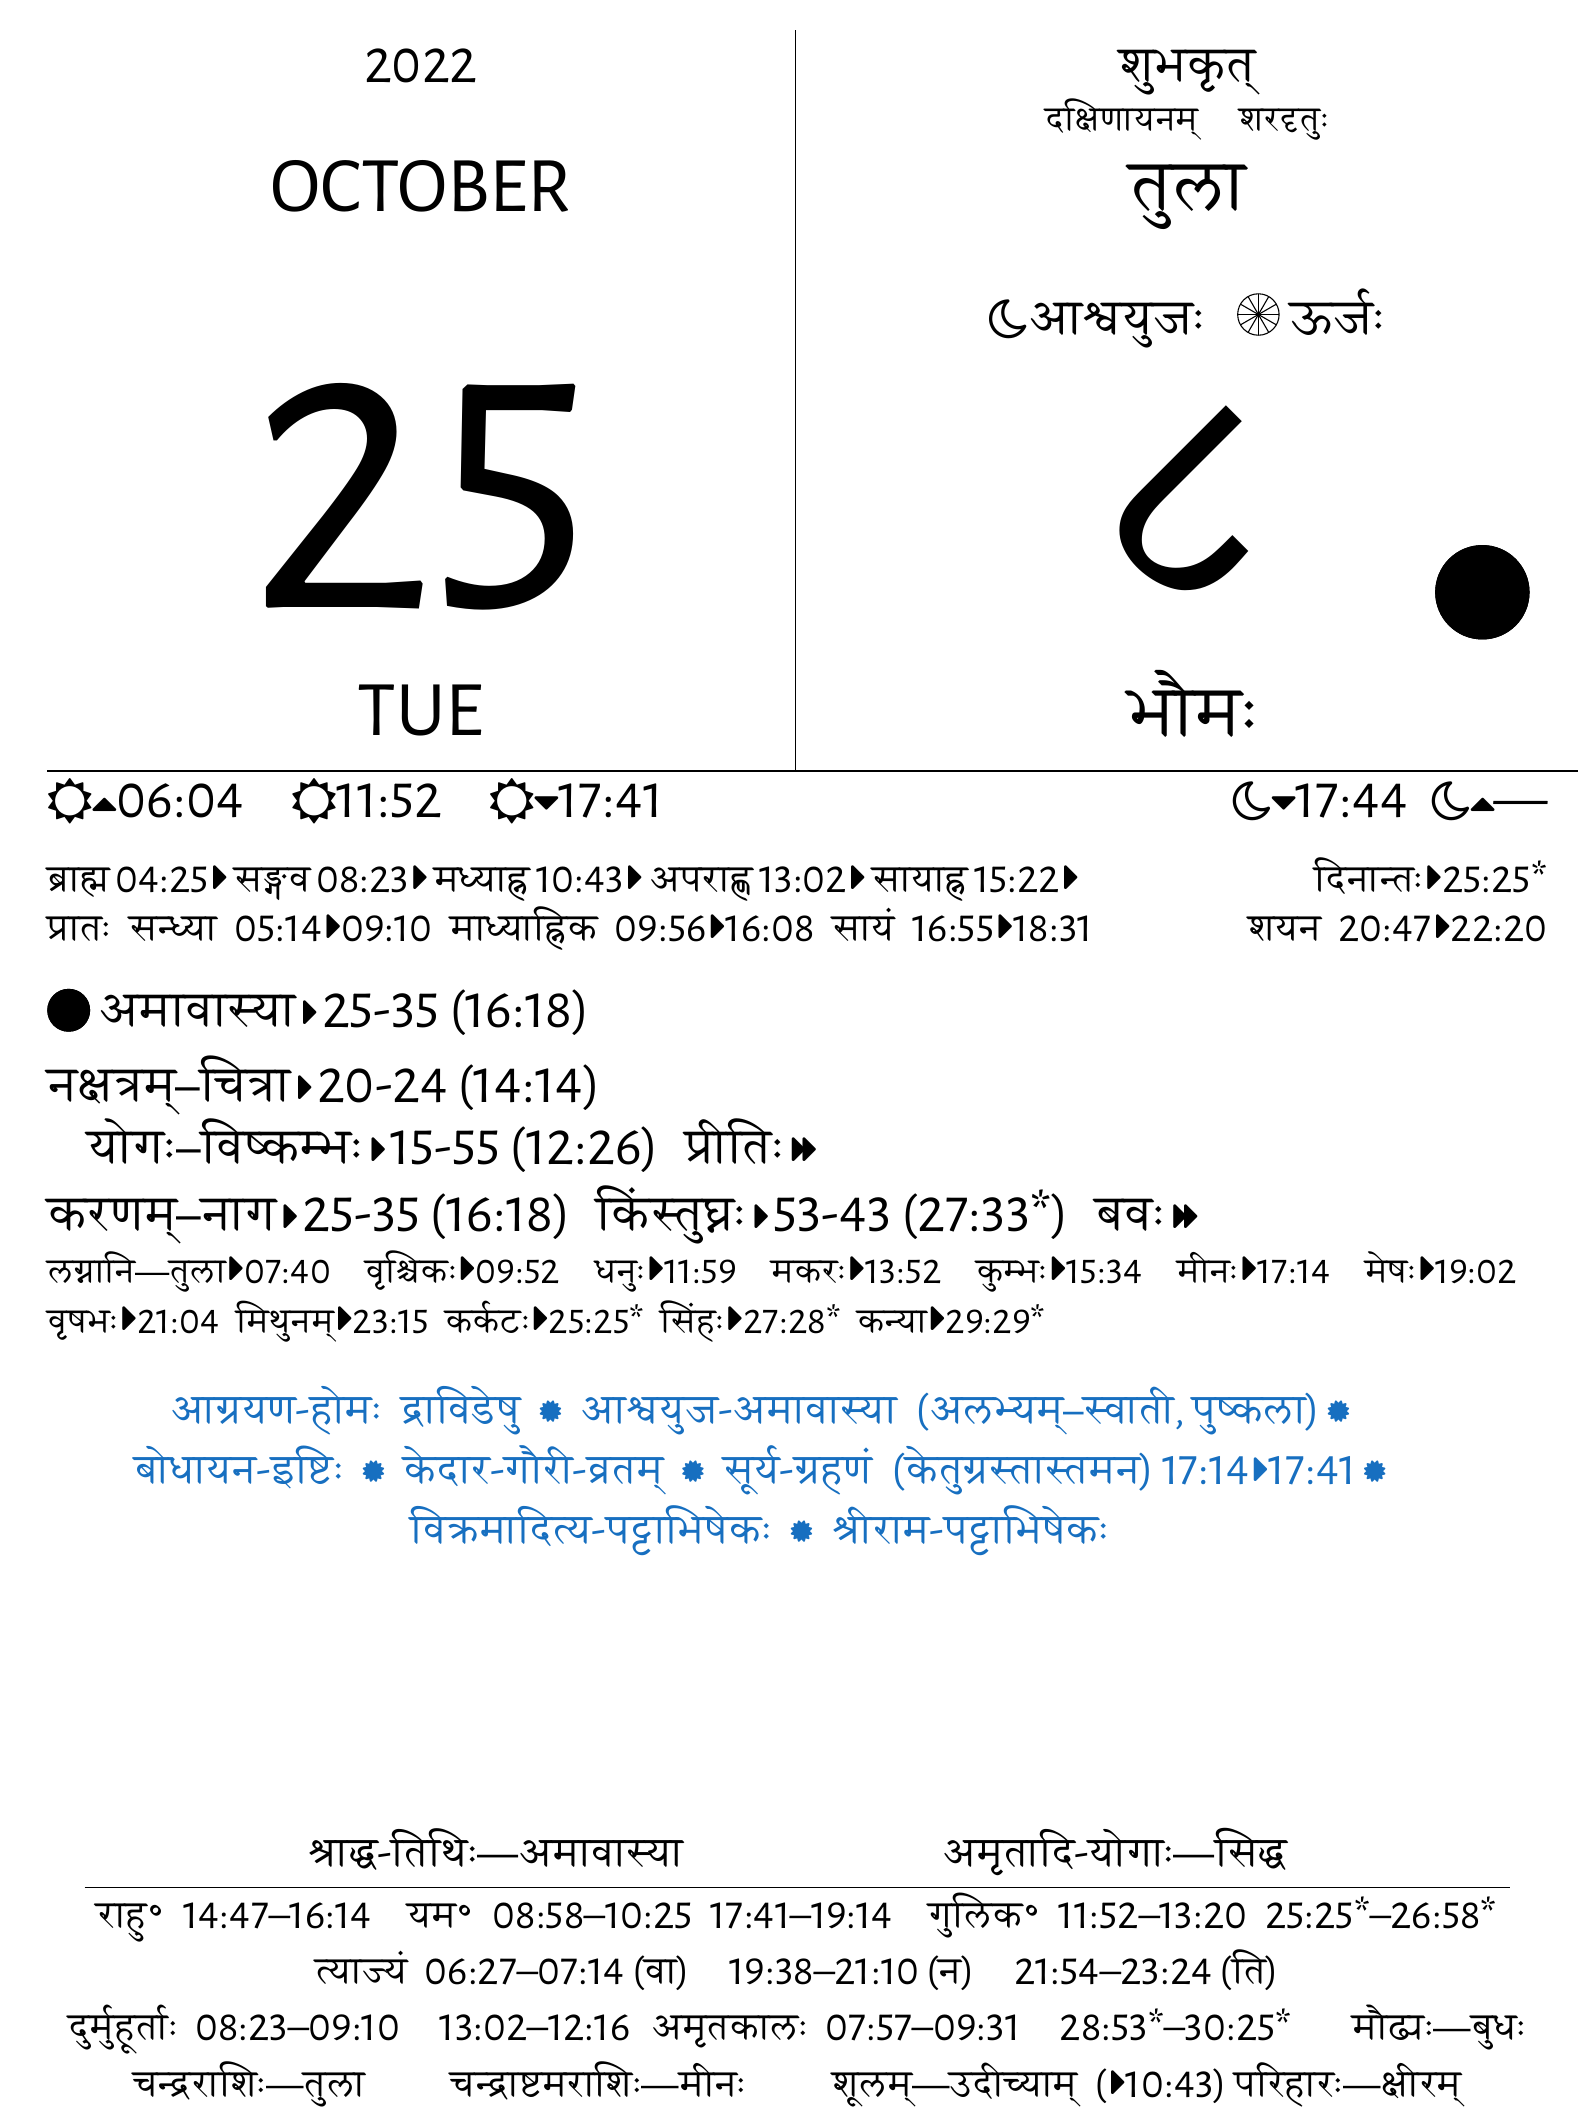 2022
OCTOBER
25
TUE
शुभकृत्
दक्षिणायनम् शरदृतुः
तुला
आश्वयुजः ऊर्जः
८
भौमः
06:04 11:52 17:41 17:44 —
ब्राह्म 04:25 सङ्गव 08:23 मध्याह्न 10:43 अपराह्ण 13:02 सायाह्न 15:22 दिनान्तः 25:25*
प्रातः सन्ध्या 05:14 09:10 माध्याह्निक 09:56 16:08 सायं 16:55 18:31 शयन 20:47 22:20
अमावास्या 25-35 (16:18)
नक्षत्रम्–चित्रा 20-24 (14:14)
योगः–विष्कम्भः 15-55 (12:26) प्रीतिः
करणम्–नाग 25-35 (16:18) किंस्तुघ्नः 53-43 (27:33*) बवः
लग्नानि—तुला 07:40 वृश्चिकः 09:52 धनुः 11:59 मकरः 13:52 कुम्भः 15:34 मीनः 17:14 मेषः 19:02
वृषभः 21:04 मिथुनम् 23:15 कर्कटः 25:25* सिंहः 27:28* कन्या 29:29*
आग्रयण-होमः द्राविडेषु ✹ आश्वयुज-अमावास्या (अलभ्यम्–स्वाती, पुष्कला) ✹
बोधायन-इष्टिः ✹ केदार-गौरी-व्रतम् ✹ सूर्य-ग्रहणं (केतुग्रस्तास्तमन) 17:14 17:41 ✹
विक्रमादित्य-पट्टाभिषेकः ✹ श्रीराम-पट्टाभिषेकः
श्राद्ध-तिथिः—अमावास्या अमृतादि-योगाः—सिद्ध
राहु॰ 14:47–16:14 यम॰ 08:58–10:25 17:41–19:14 गुलिक॰ 11:52–13:20 25:25*–26:58*
त्याज्यं 06:27–07:14 (वा) 19:38–21:10 (न) 21:54–23:24 (ति)
दुर्मुहूर्ताः 08:23–09:10 13:02–12:16 अमृतकालः 07:57–09:31 28:53*–30:25* मौढ्यः—बुधः
चन्द्रराशिः—तुला चन्द्राष्टमराशिः—मीनः शूलम्—उदीच्याम् ( 10:43) परिहारः—क्षीरम्